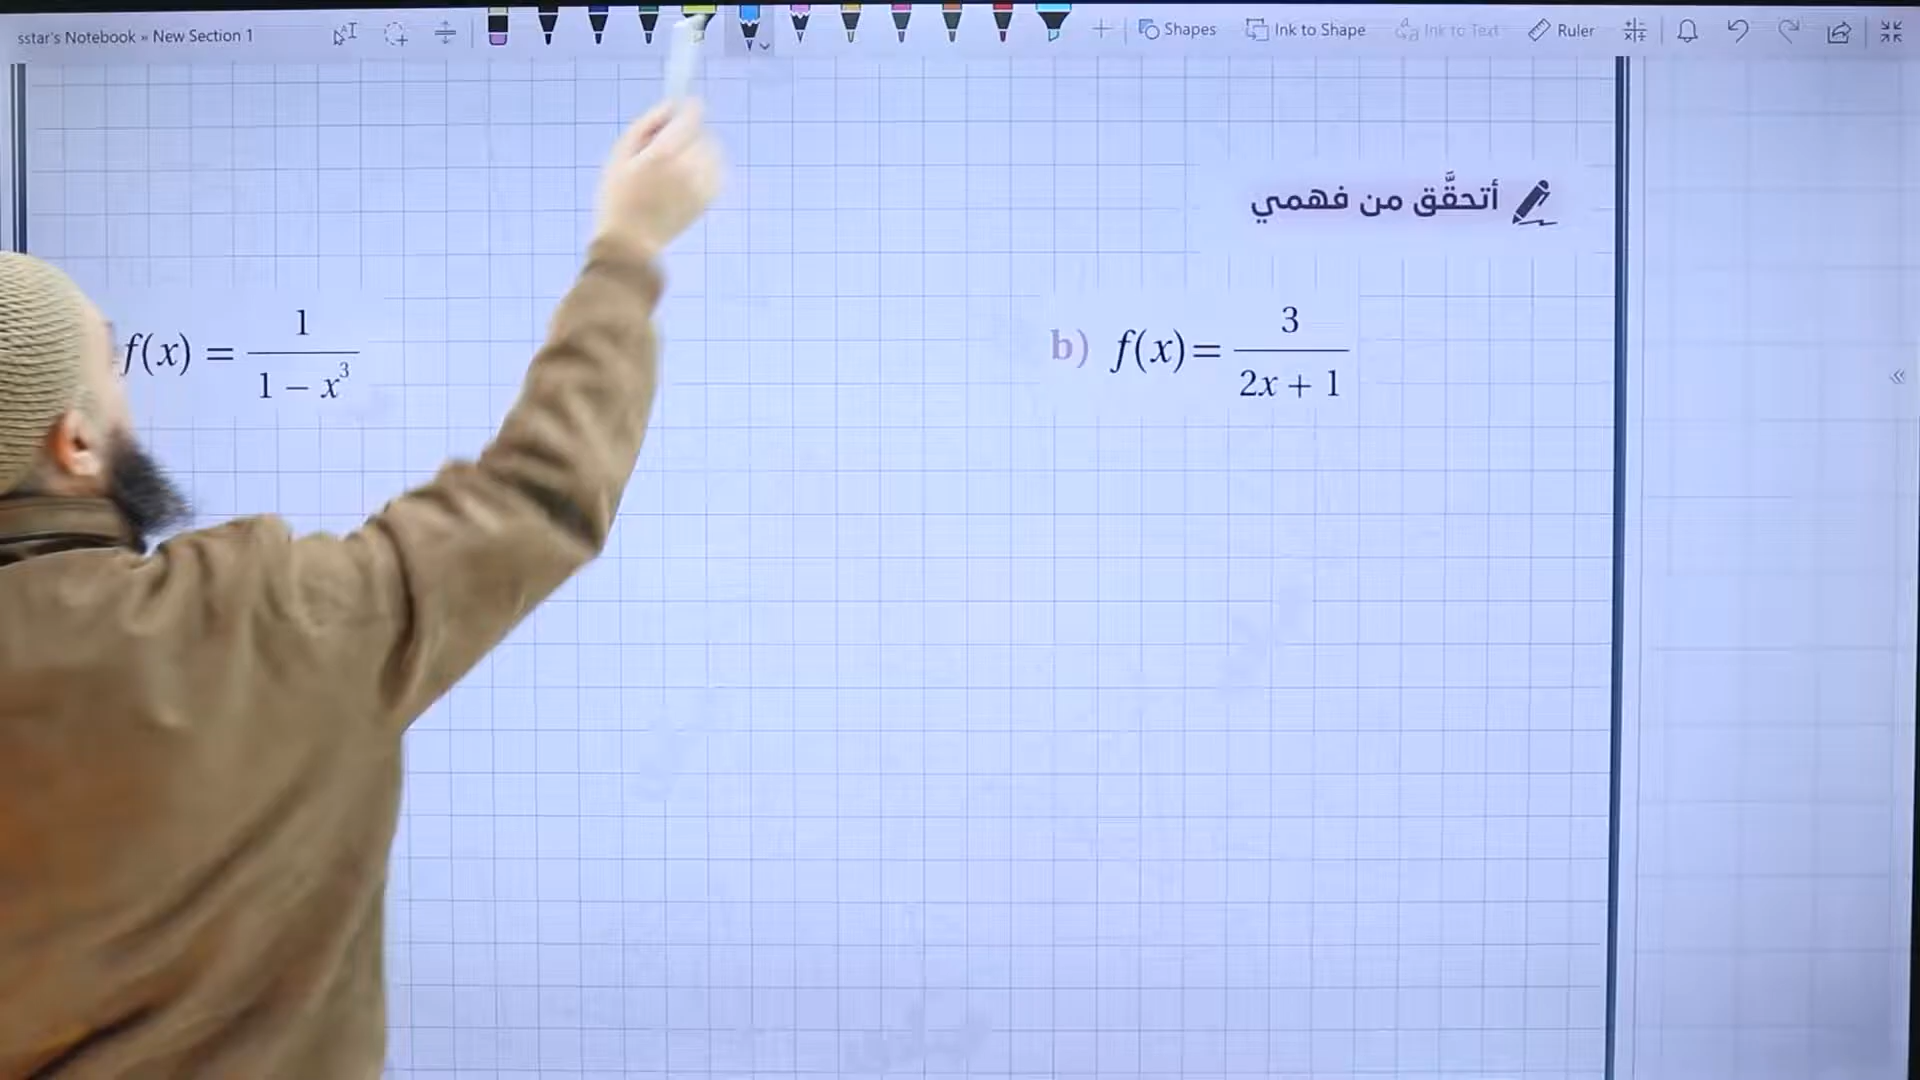 sstar's Notebook » New Section 1
Shapes
Ink to Shape
Ink to Text
Ruler
أتحقَّق من فهمي
f(x) = 1 / (1 − x³)
b) f(x) = 3 / (2x + 1)